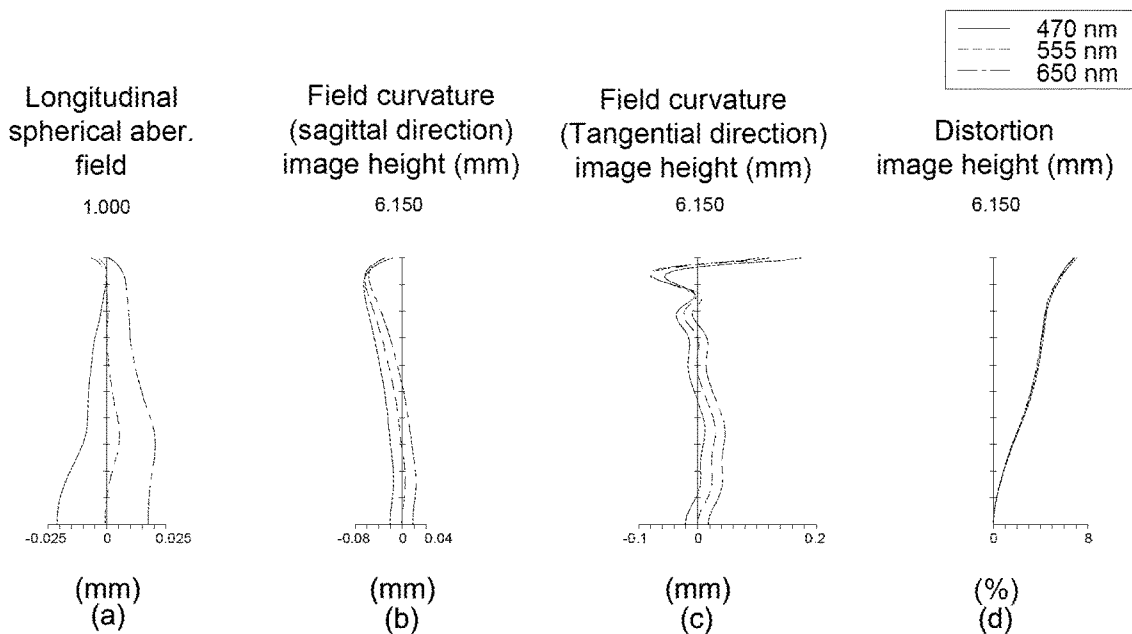 470 nm
555 nm
650 nm
Longitudinal
spherical aber.
field
1.000
-0.025 0 0.025
(mm)
(a)
Field curvature
(sagittal direction)
image height (mm)
6.150
-0.08 0 0.04
(mm)
(b)
Field curvature
(Tangential direction)
image height (mm)
6.150
-0.1 0 0.2
(mm)
(c)
Distortion
image height (mm)
6.150
0 8
(%)
(d)